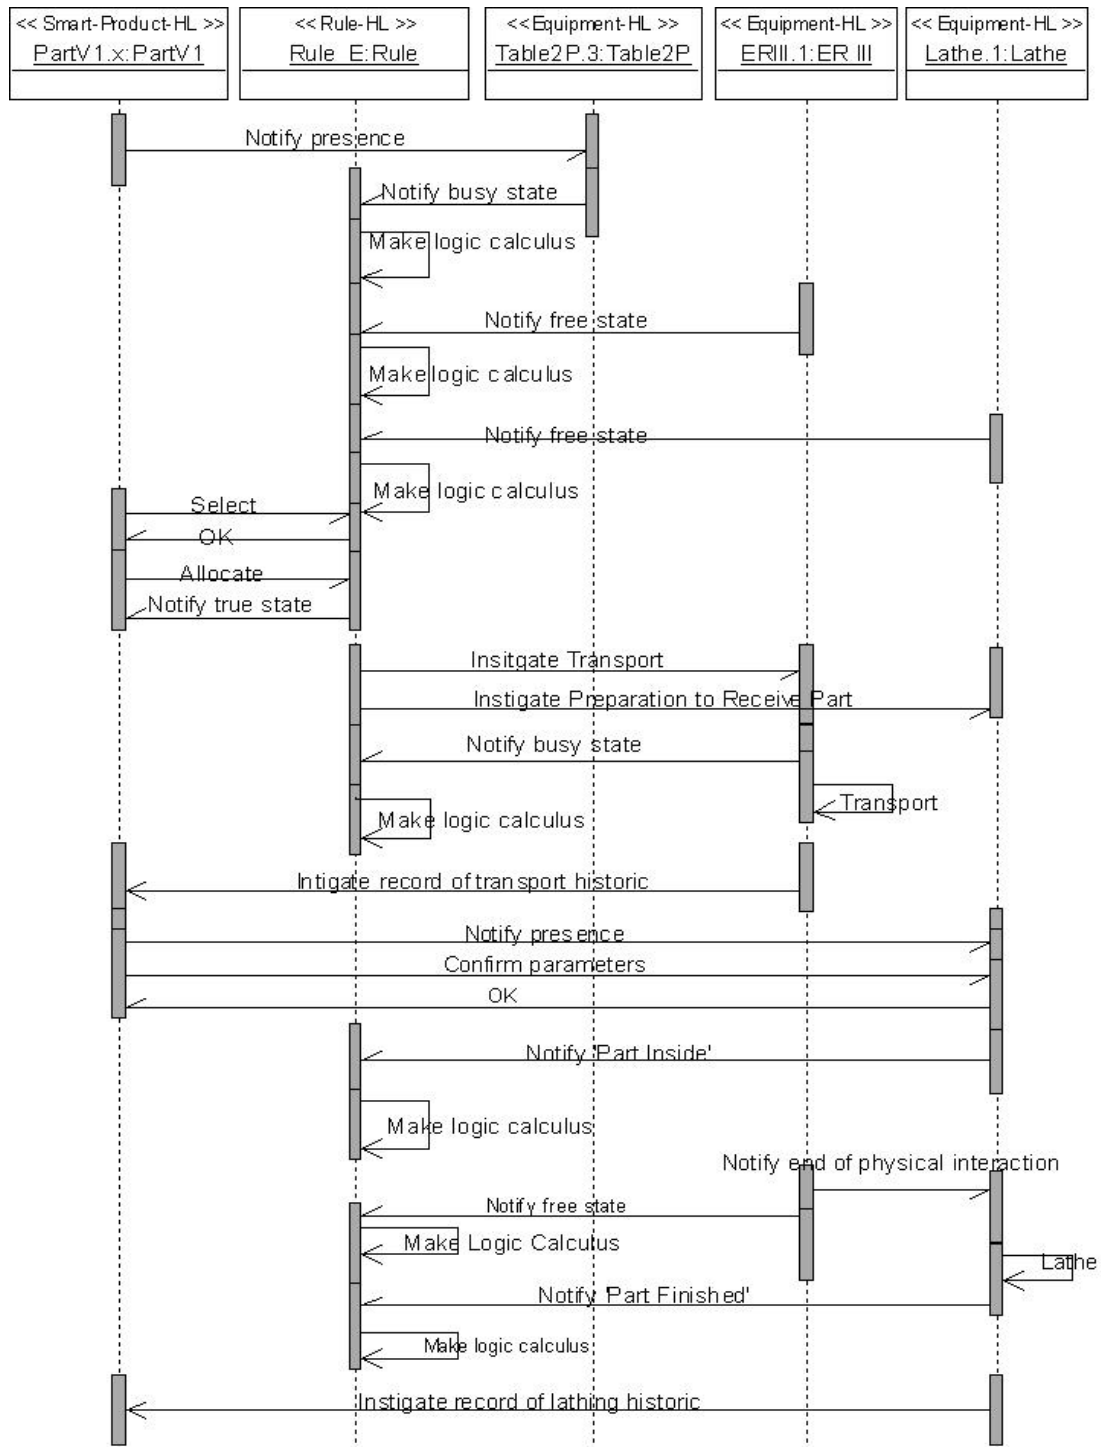 << Smart-Product-HL >>
PartV1.x:PartV1
<< Rule-HL >>
Rule E:Rule
<<Equipment-HL >>
Table2P.3:Table2P
<< Equipment-HL >>
ERIII.1:ER III
<< Equipment-HL >>
Lathe.1:Lathe
Notify presence
Notify busy state
Make logic calculus
Notify free state
Make logic calculus
Notify free state
Make logic calculus
Select
OK
Allocate
Notify true state
Insitgate Transport
Instigate Preparation to Receive Part
Notify busy state
Transport
Make logic calculus
Intigate record of transport historic
Notify presence
Confirm parameters
OK
Notify 'Part Inside'
Make logic calculus
Notify end of physical interaction
Notify free state
Make Logic Calculus
Lathe
Notify 'Part Finished'
Make logic calculus
Instigate record of lathing historic